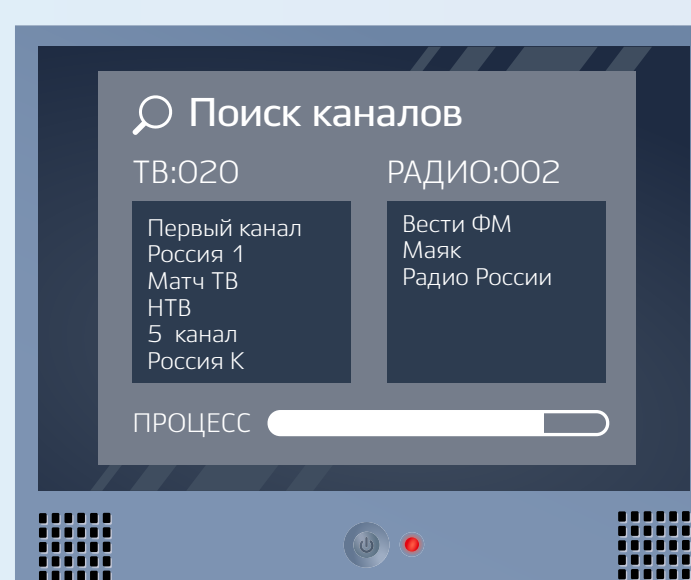 Поиск каналов
ТВ:020
РАДИО:002
Первый канал
Россия 1
Матч ТВ
НТВ
5 канал
Россия К
Вести ФМ
Маяк
Радио России
ПРОЦЕСС